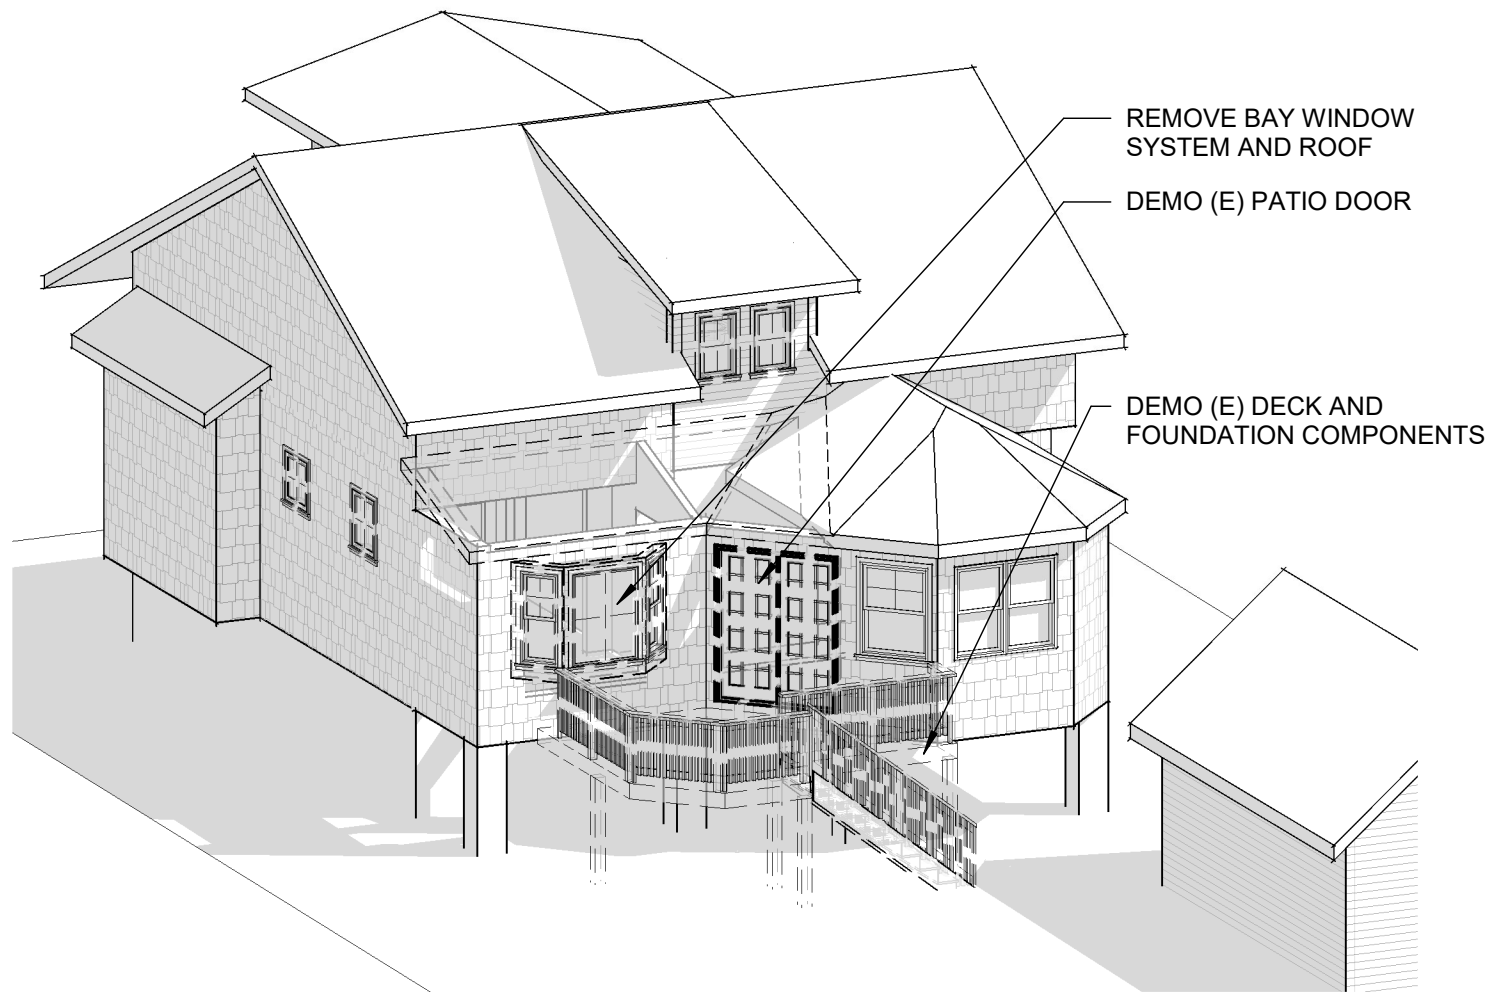 REMOVE BAY WINDOW
SYSTEM AND ROOF
DEMO (E) PATIO DOOR
DEMO (E) DECK AND
FOUNDATION COMPONENTS